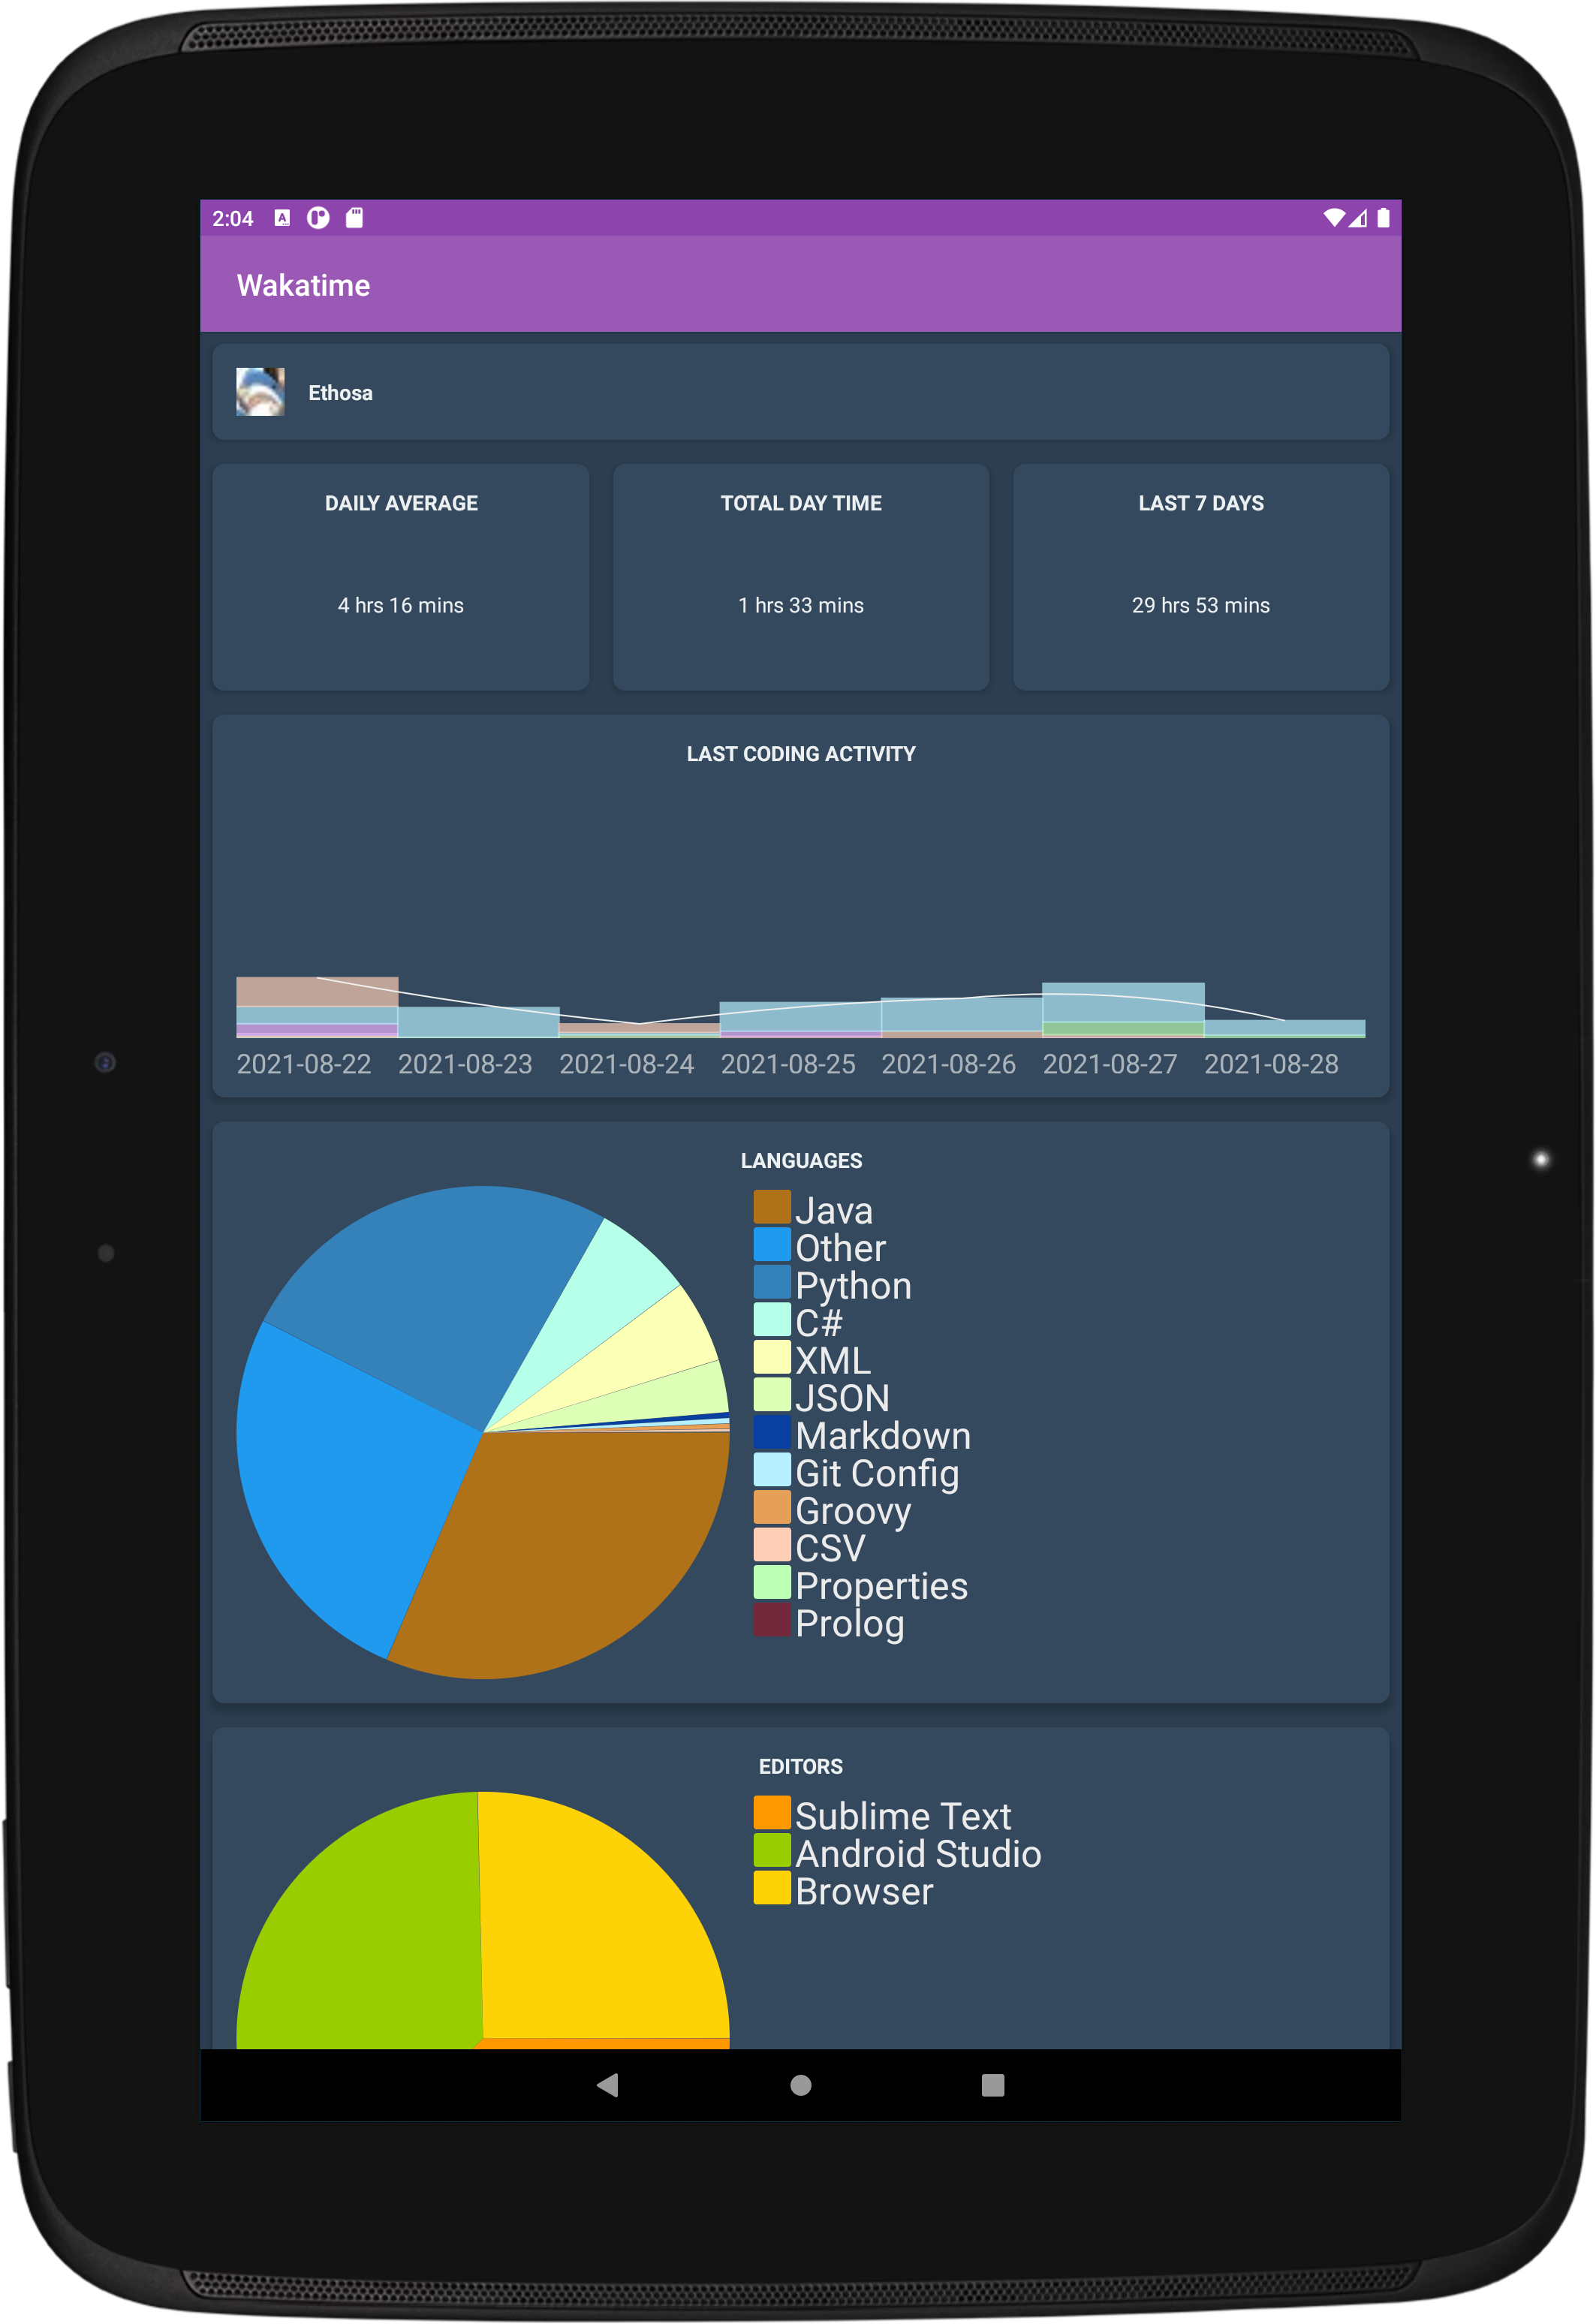 2:04
Wakatime
Ethosa
DAILY AVERAGE
4 hrs 16 mins
TOTAL DAY TIME
1 hrs 33 mins
LAST 7 DAYS
29 hrs 53 mins
LAST CODING ACTIVITY
2021-08-22 2021-08-23 2021-08-24 2021-08-25 2021-08-26 2021-08-27 2021-08-28
LANGUAGES
Java
Other
Python
C#
XML
JSON
Markdown
Git Config
Groovy
CSV
Properties
Prolog
EDITORS
Sublime Text
Android Studio
Browser